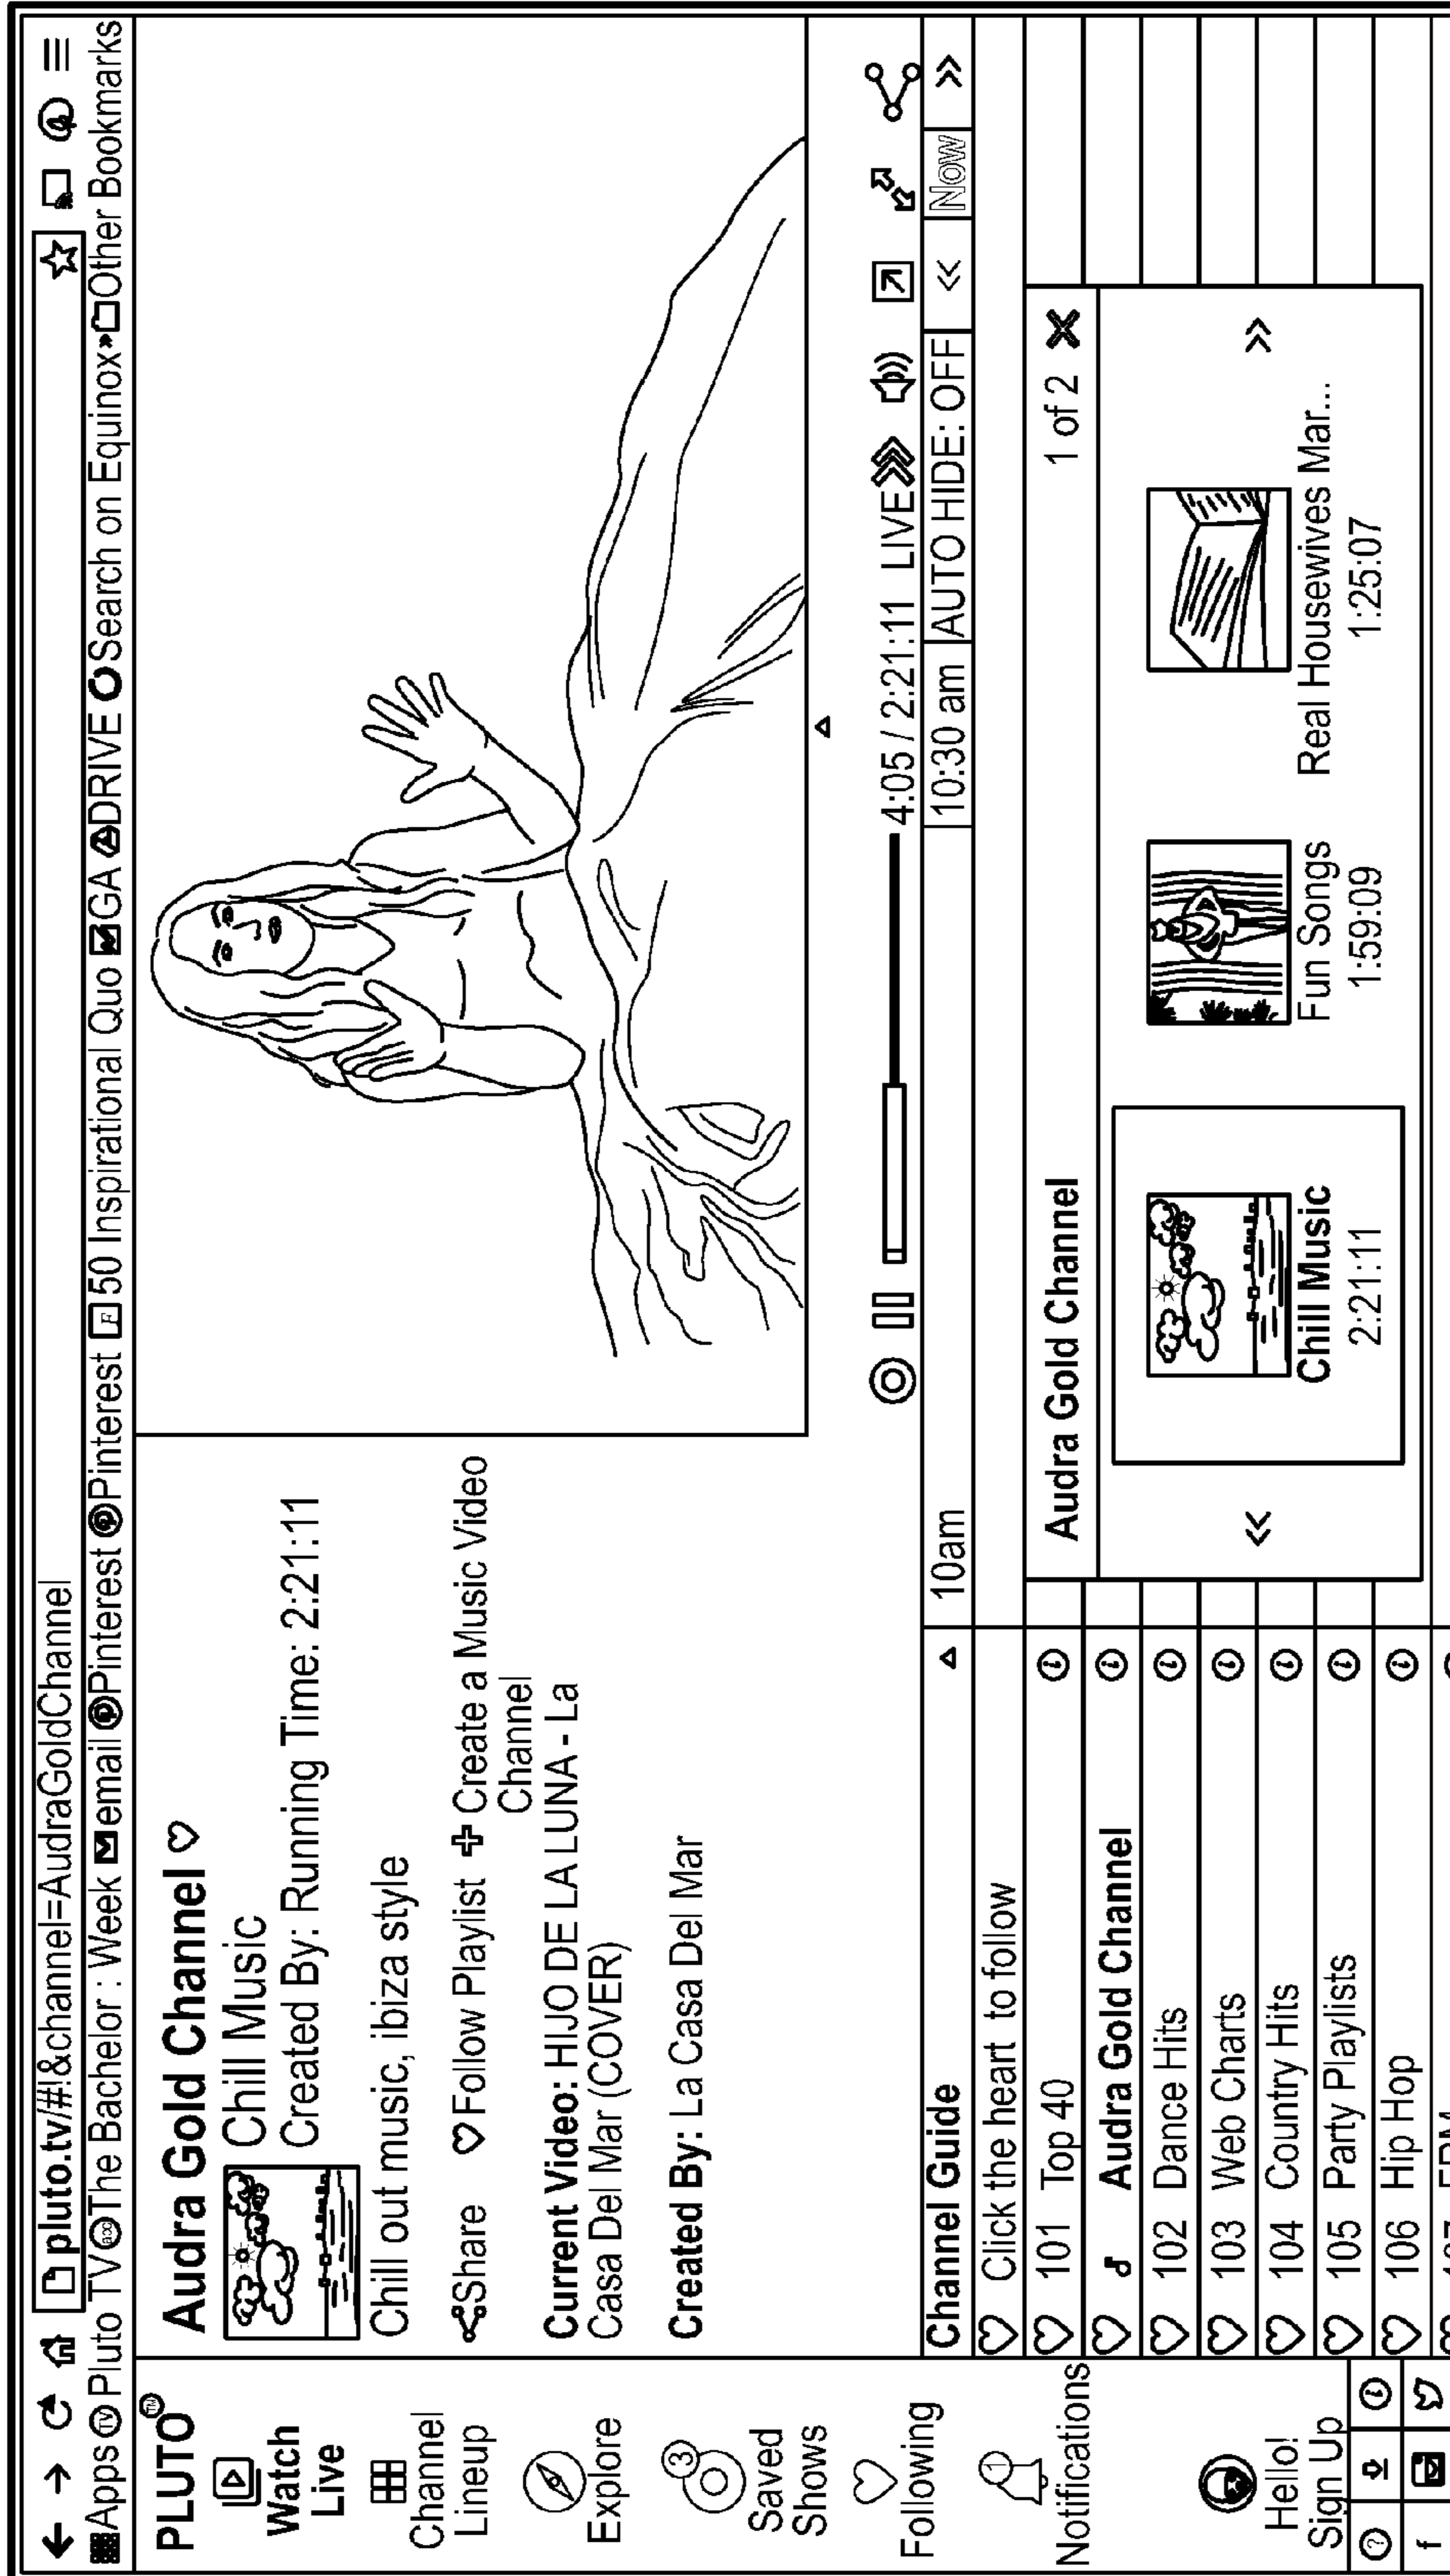 pluto.tv/#!&channel=AudraGoldChannel
Apps Pluto TV The Bachelor : Week email Pinterest Pinterest 50 Inspirational Quo GA DRIVE Search on Equinox » Other Bookmarks
PLUTO TM
Watch
Live
Channel
Lineup
Explore
3
Saved
Shows
Following
1
Notifications
Hello!
Sign Up
Audra Gold Channel
Chill Music
Created By: Running Time: 2:21:11
Chill out music, ibiza style
Share Follow Playlist Create a Music Video
Channel
Current Video: HIJO DE LA LUNA - La
Casa Del Mar (COVER)
Created By: La Casa Del Mar
4:05 / 2:21:11 LIVE
Channel Guide 10am 10:30 am AUTO HIDE: OFF << Now >>
Click the heart to follow
101 Top 40
Audra Gold Channel
102 Dance Hits
103 Web Charts
104 Country Hits
105 Party Playlists
106 Hip Hop
107 EDM
Audra Gold Channel 1 of 2
<< >>
Chill Music
2:21:11
Fun Songs
1:59:09
Real Housewives Mar...
1:25:07